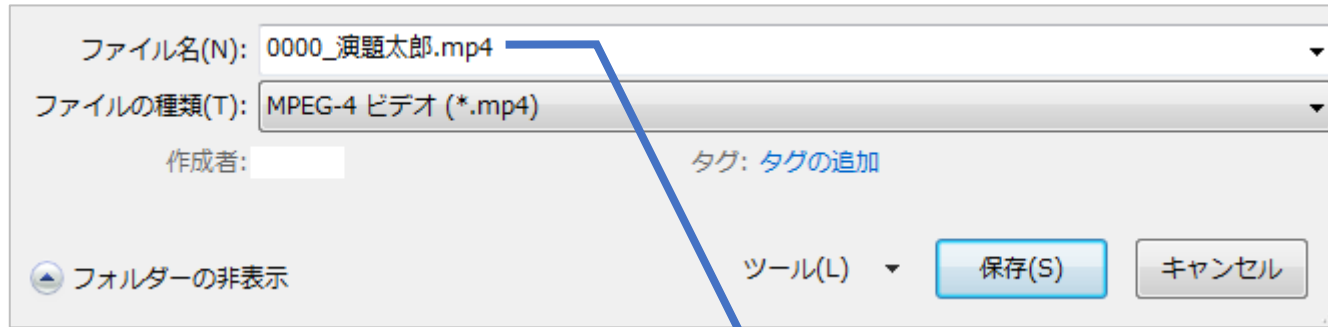 ファイル名(N): 0000_演題太郎.mp4
ファイルの種類(T): MPEG-4 ビデオ (*.mp4)
作成者: タグ: タグの追加
フォルダーの非表示 ツール(L) 保存(S) キャンセル